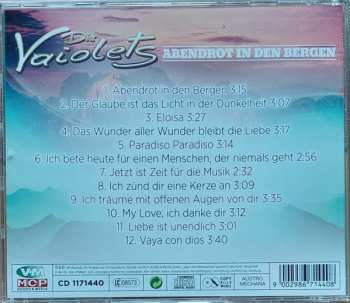 Die
Vaiolets
ABENDROT IN DEN BERGEN
1. Abendrot in den Bergen 3:15
2. Der Glaube ist das Licht in der Dunkelheit 3:07
3. Eloisa 3:27
4. Das Wunder aller Wunder bleibt die Liebe 3:17
5. Paradiso Paradiso 3:14
6. Ich bete heute für einen Menschen, der niemals geht 2:56
7. Jetzt ist Zeit für die Musik 2:32
8. Ich zünd dir eine Kerze an 3:09
9. Ich träume mit offenen Augen von dir 3:35
10. My Love, ich danke dir 3:12
11. Liebe ist unendlich 3:01
12. Vaya con dios 3:40
VM
MCP
SOUND & MEDIA
CD 1171440
LC 08573
AUSTRO
MECHANA
9 002986 714408